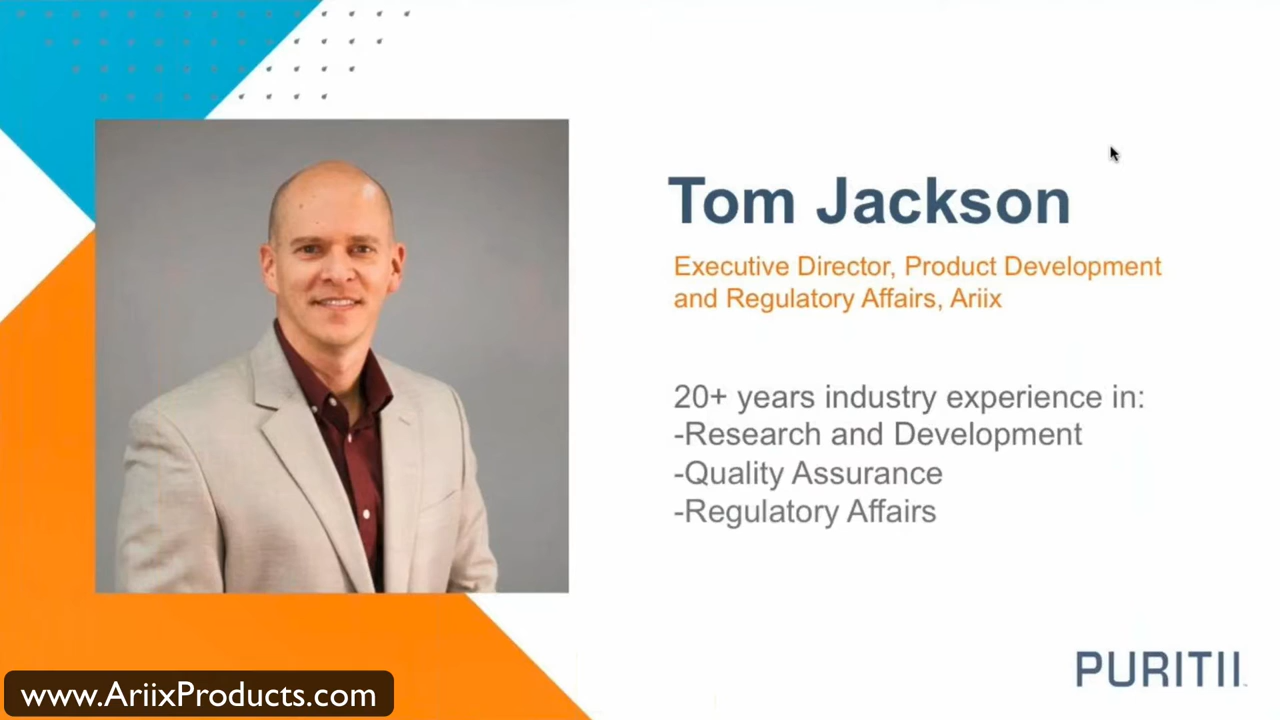 Tom Jackson
Executive Director, Product Development
and Regulatory Affairs, Ariix
20+ years industry experience in:
-Research and Development
-Quality Assurance
-Regulatory Affairs
PURITII
www.AriixProducts.com